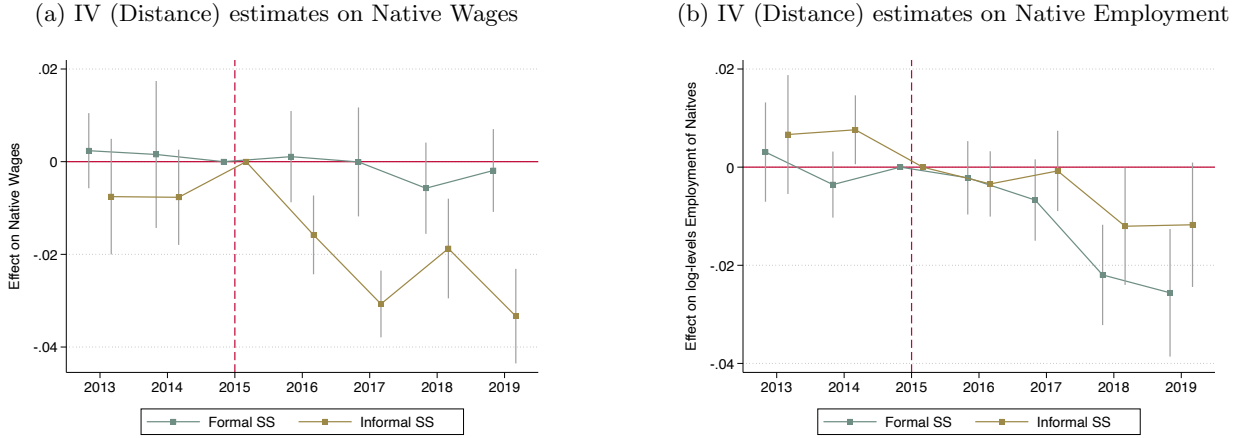 (a) IV (Distance) estimates on Native Wages
Effect on Native Wages
.02
0
-.02
-.04
2013 2014 2015 2016 2017 2018 2019
Formal SS Informal SS
(b) IV (Distance) estimates on Native Employment
Effect on log-levels Employment of Naitves
.02
0
-.02
-.04
2013 2014 2015 2016 2017 2018 2019
Formal SS Informal SS